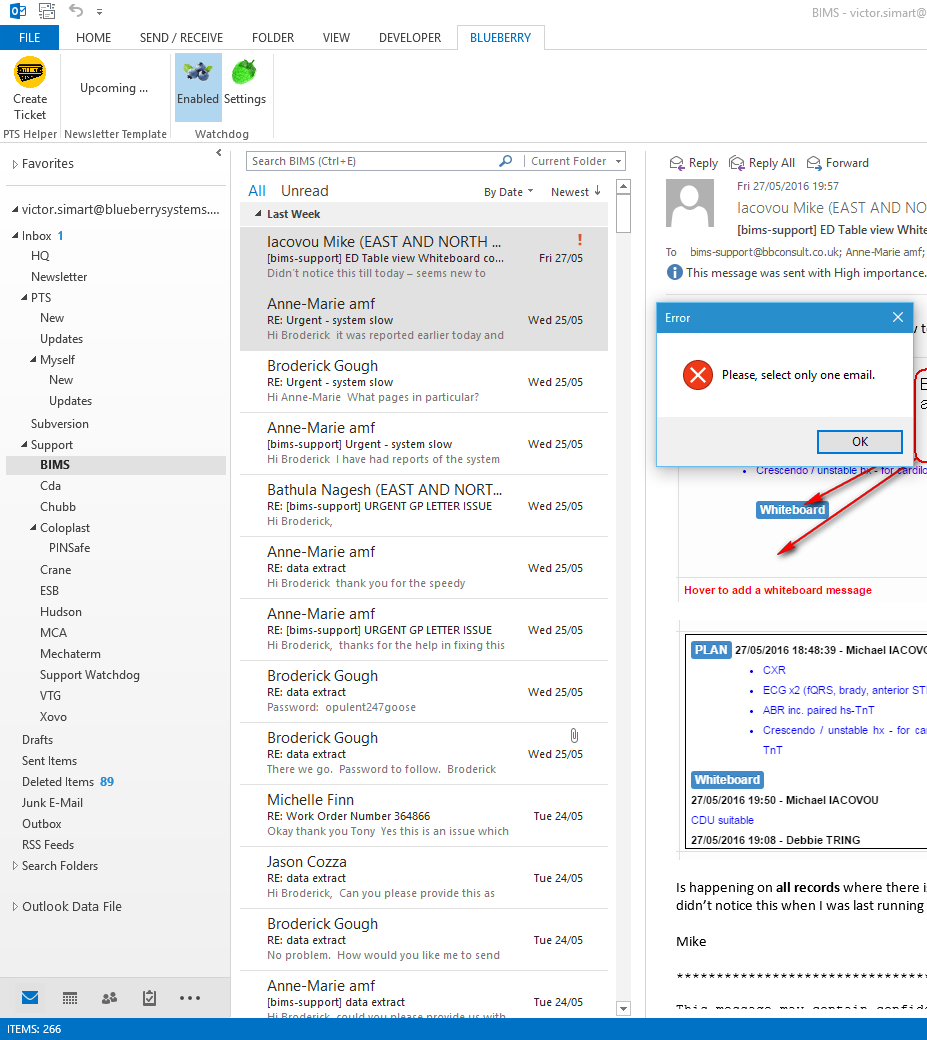 BIMS - victor.simart@
FILE HOME SEND / RECEIVE FOLDER VIEW DEVELOPER BLUEBERRY
TICKET
Create
Ticket
PTS Helper
Upcoming ...
Newsletter Template
Enabled Settings
Watchdog
Favorites
victor.simart@blueberrysystems....
Inbox 1
HQ
Newsletter
PTS
New
Updates
Myself
New
Updates
Subversion
Support
BIMS
Cda
Chubb
Coloplast
PINSafe
Crane
ESB
Hudson
MCA
Mechaterm
Support Watchdog
VTG
Xovo
Drafts
Sent Items
Deleted Items 89
Junk E-Mail
Outbox
RSS Feeds
Search Folders
Outlook Data File
Search BIMS (Ctrl+E) Current Folder
All Unread By Date Newest
Last Week
Iacovou Mike (EAST AND NORTH ... !
[bims-support] ED Table view Whiteboard co... Fri 27/05
Didn't notice this till today – seems new to
Anne-Marie amf
RE: Urgent - system slow Wed 25/05
Hi Broderick it was reported earlier today and
Broderick Gough
RE: Urgent - system slow Wed 25/05
Hi Anne-Marie What pages in particular?
Anne-Marie amf
[bims-support] Urgent - system slow Wed 25/05
Hi Broderick I have had reports of the system
Bathula Nagesh (EAST AND NORT...
RE: [bims-support] URGENT GP LETTER ISSUE Wed 25/05
Hi Broderick,
Anne-Marie amf
RE: data extract Wed 25/05
Hi Broderick thank you for the speedy
Anne-Marie amf
RE: [bims-support] URGENT GP LETTER ISSUE Wed 25/05
Hi Broderick, thanks for the help in fixing this
Broderick Gough
RE: data extract Wed 25/05
Password: opulent247goose
Broderick Gough
RE: data extract Wed 25/05
There we go. Password to follow. Broderick
Michelle Finn
RE: Work Order Number 364866 Tue 24/05
Okay thank you Tony Yes this is an issue which
Jason Cozza
RE: data extract Tue 24/05
Hi Broderick, Can you please provide this as
Broderick Gough
RE: data extract Tue 24/05
No problem. How would you like me to send
Anne-Marie amf
[bims-support] data extract Tue 24/05
Hi Broderick, could you please provide us with
Reply Reply All Forward
Fri 27/05/2016 19:57
Iacovou Mike (EAST AND NO
[bims-support] ED Table view White
To bims-support@bbconsult.co.uk; Anne-Marie amf;
This message was sent with High importance.
Error
Please, select only one email.
OK
Crescendo / unstable hx - for cardiolo
Whiteboard
Hover to add a whiteboard message
PLAN 27/05/2016 18:48:39 - Michael IACOVO
CXR
ECG x2 (fQRS, brady, anterior ST
ABR inc. paired hs-TnT
Crescendo / unstable hx - for car
TnT
Whiteboard
27/05/2016 19:50 - Michael IACOVOU
CDU suitable
27/05/2016 19:08 - Debbie TRING
Is happening on all records where there is
didn't notice this when I was last running
Mike
************************************
This message may contain confide
ITEMS: 266